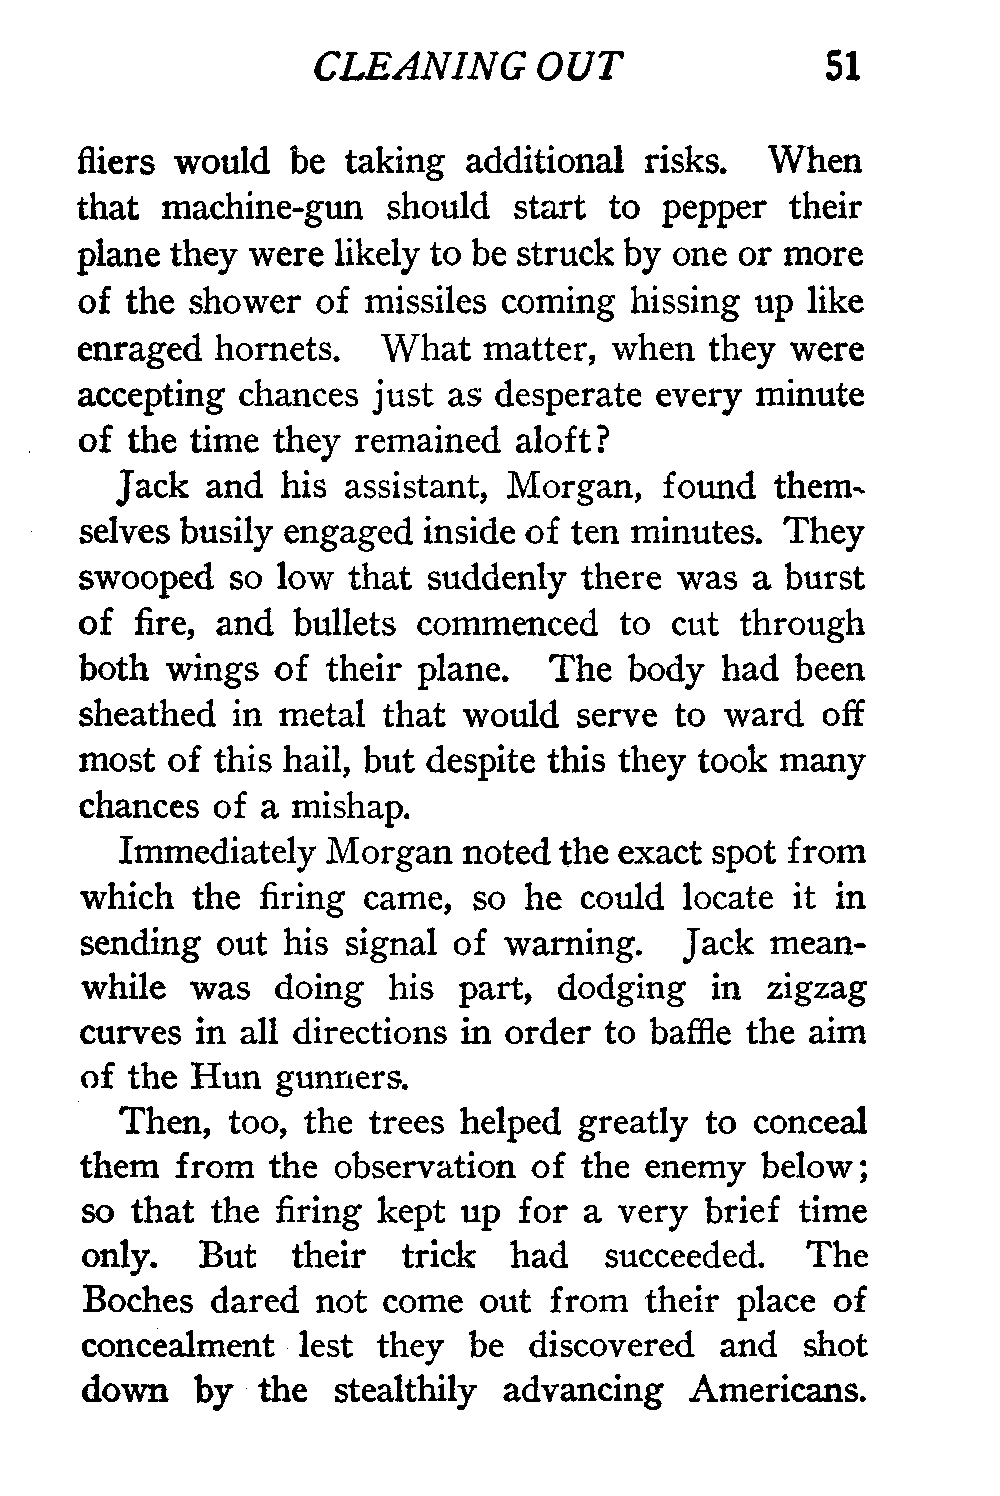 CLEANING OUT 51
fliers would be taking additional risks. When
that machine-gun should start to pepper their
plane they were likely to be struck by one or more
of the shower of missiles coming hissing up like
enraged hornets. What matter, when they were
accepting chances just as desperate every minute
of the time they remained aloft?
Jack and his assistant, Morgan, found them-
selves busily engaged inside of ten minutes. They
swooped so low that suddenly there was a burst
of fire, and bullets commenced to cut through
both wings of their plane. The body had been
sheathed in metal that would serve to ward off
most of this hail, but despite this they took many
chances of a mishap.
Immediately Morgan noted the exact spot from
which the firing came, so he could locate it in
sending out his signal of warning. Jack mean-
while was doing his part, dodging in zigzag
curves in all directions in order to baffle the aim
of the Hun gunners.
Then, too, the trees helped greatly to conceal
them from the observation of the enemy below;
so that the firing kept up for a very brief time
only. But their trick had succeeded. The
Boches dared not come out from their place of
concealment lest they be discovered and shot
down by the stealthily advancing Americans.